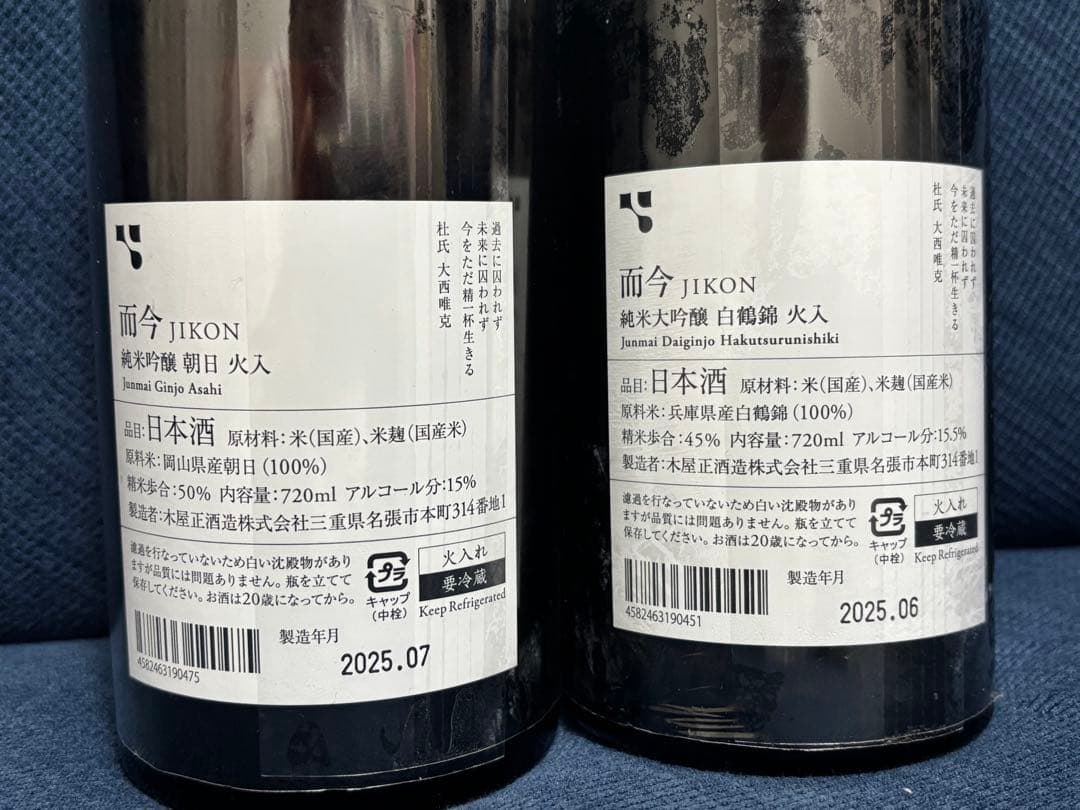 過去に囚われず
未来に囚われず
今をただ精一杯生きる
杜氏 大西唯克
而今 JIKON
純米吟醸 朝日 火入
Junmai Ginjo Asahi
品目:日本酒 原材料:米(国産)、米麹(国産米)
原料米:岡山県産朝日(100%)
精米歩合:50% 内容量:720ml アルコール分:15%
製造者:木屋正酒造株式会社三重県名張市本町314番地1
濾過を行なっていないため白い沈殿物があり
ますが品質には問題ありません。瓶を立てて
保存してください。お酒は20歳になってから。
プラ
キャップ
(中栓)
火入れ
要冷蔵
Keep Refrigerated
4582463190475
製造年月
2025.07
過去に囚われず
未来に囚われず
今をただ精一杯生きる
杜氏 大西唯克
而今 JIKON
純米大吟醸 白鶴錦 火入
Junmai Daiginjo Hakutsurunishiki
品目:日本酒 原材料:米(国産)、米麹(国産米)
原料米:兵庫県産白鶴錦(100%)
精米歩合:45% 内容量:720ml アルコール分:15.5%
製造者:木屋正酒造株式会社三重県名張市本町314番地1
濾過を行なっていないため白い沈殿物があり
ますが品質には問題ありません。瓶を立てて
保存してください。お酒は20歳になってから。
プラ
キャップ
(中栓)
火入れ
要冷蔵
Keep Refrigerated
4582463190451
製造年月
2025.06